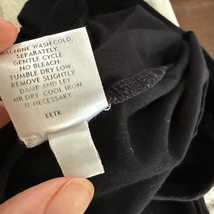 MACHINE WASH COLD,
SEPARATELY,
GENTLE CYCLE
NO BLEACH
TUMBLE DRY LOW,
REMOVE SLIGHTLY
DAMP AND LEY
AIR DRY COOL IRON
IF NECESSARY
EETK